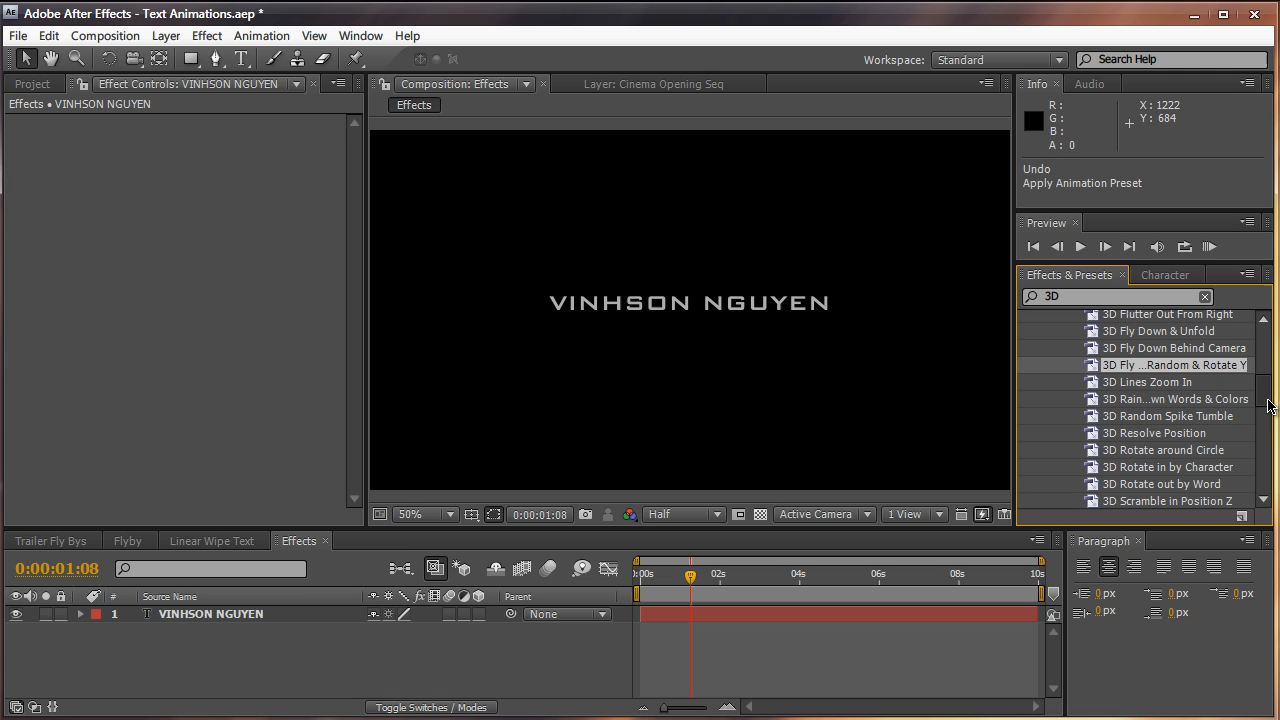 Adobe After Effects - Text Animations.aep *
File Edit Composition Layer Effect Animation View Window Help
Workspace: Standard Search Help
Project Effect Controls: VINHSON NGUYEN Composition: Effects Layer: Cinema Opening Seq Info Audio
Effects • VINHSON NGUYEN
Effects
R: X: 1222
G: Y: 684
B:
A: 0
Undo
Apply Animation Preset
Preview
Effects & Presets Character
3D
3D Flutter Out From Right
3D Fly Down & Unfold
3D Fly Down Behind Camera
3D Fly ...Random & Rotate Y
3D Lines Zoom In
3D Rain...wn Words & Colors
3D Random Spike Tumble
3D Resolve Position
3D Rotate around Circle
3D Rotate in by Character
3D Rotate out by Word
3D Scramble in Position Z
VINHSON NGUYEN
50% 0:00:01:08 Half Active Camera 1 View
Trailer Fly Bys Flyby Linear Wipe Text Effects Paragraph
0:00:01:08
:00s 02s 04s 06s 08s 10s
# Source Name Parent
1 T VINHSON NGUYEN None
0 px 0 px 0 px
0 px 0 px
Toggle Switches / Modes